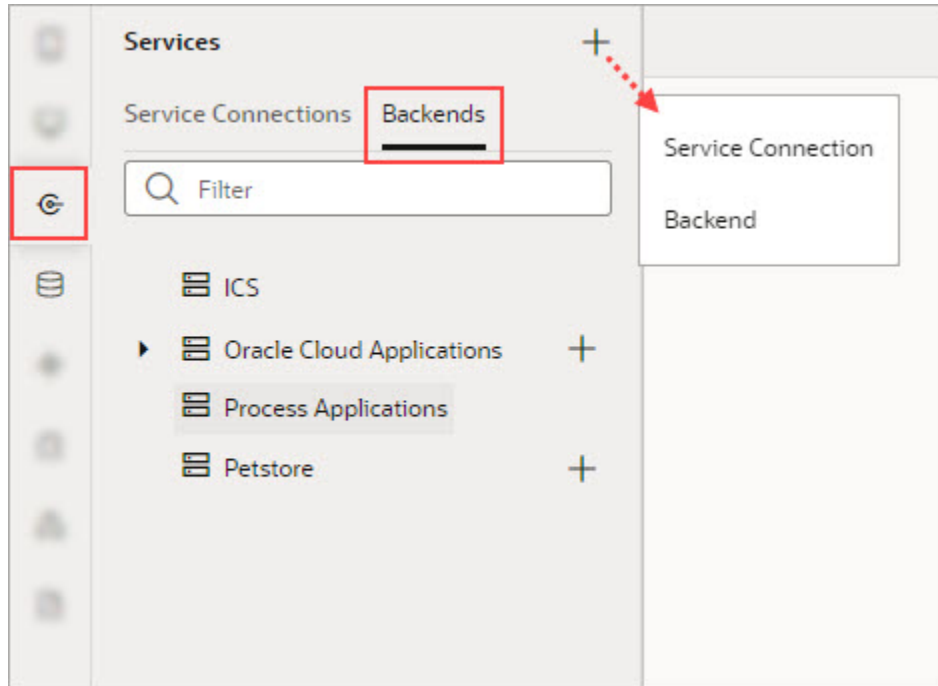 Services
Service Connections Backends
Filter
ICS
Oracle Cloud Applications
Process Applications
Petstore
Service Connection
Backend